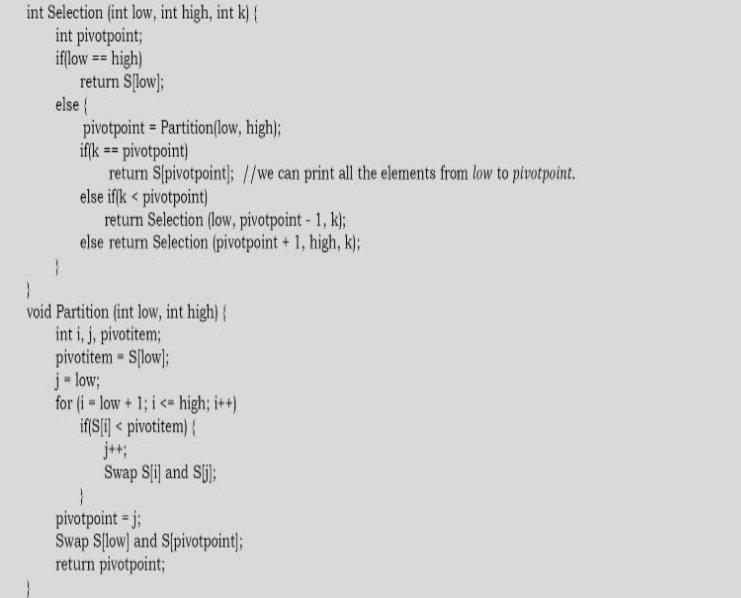 int Selection (int low, int high, int k) {
int pivotpoint;
if(low == high)
return S[low];
else {
pivotpoint = Partition(low, high);
if(k == pivotpoint)
return S[pivotpoint]; //we can print all the elements from low to pivotpoint.
else if(k < pivotpoint)
return Selection (low, pivotpoint - 1, k);
else return Selection (pivotpoint + 1, high, k);
}
}
void Partition (int low, int high) {
int i, j, pivotitem;
pivotitem = S[low];
j = low;
for (i = low + 1; i <= high; i++)
if(S[i] < pivotitem) {
j++;
Swap S[i] and S[j];
}
pivotpoint = j;
Swap S[low] and S[pivotpoint];
return pivotpoint;
}